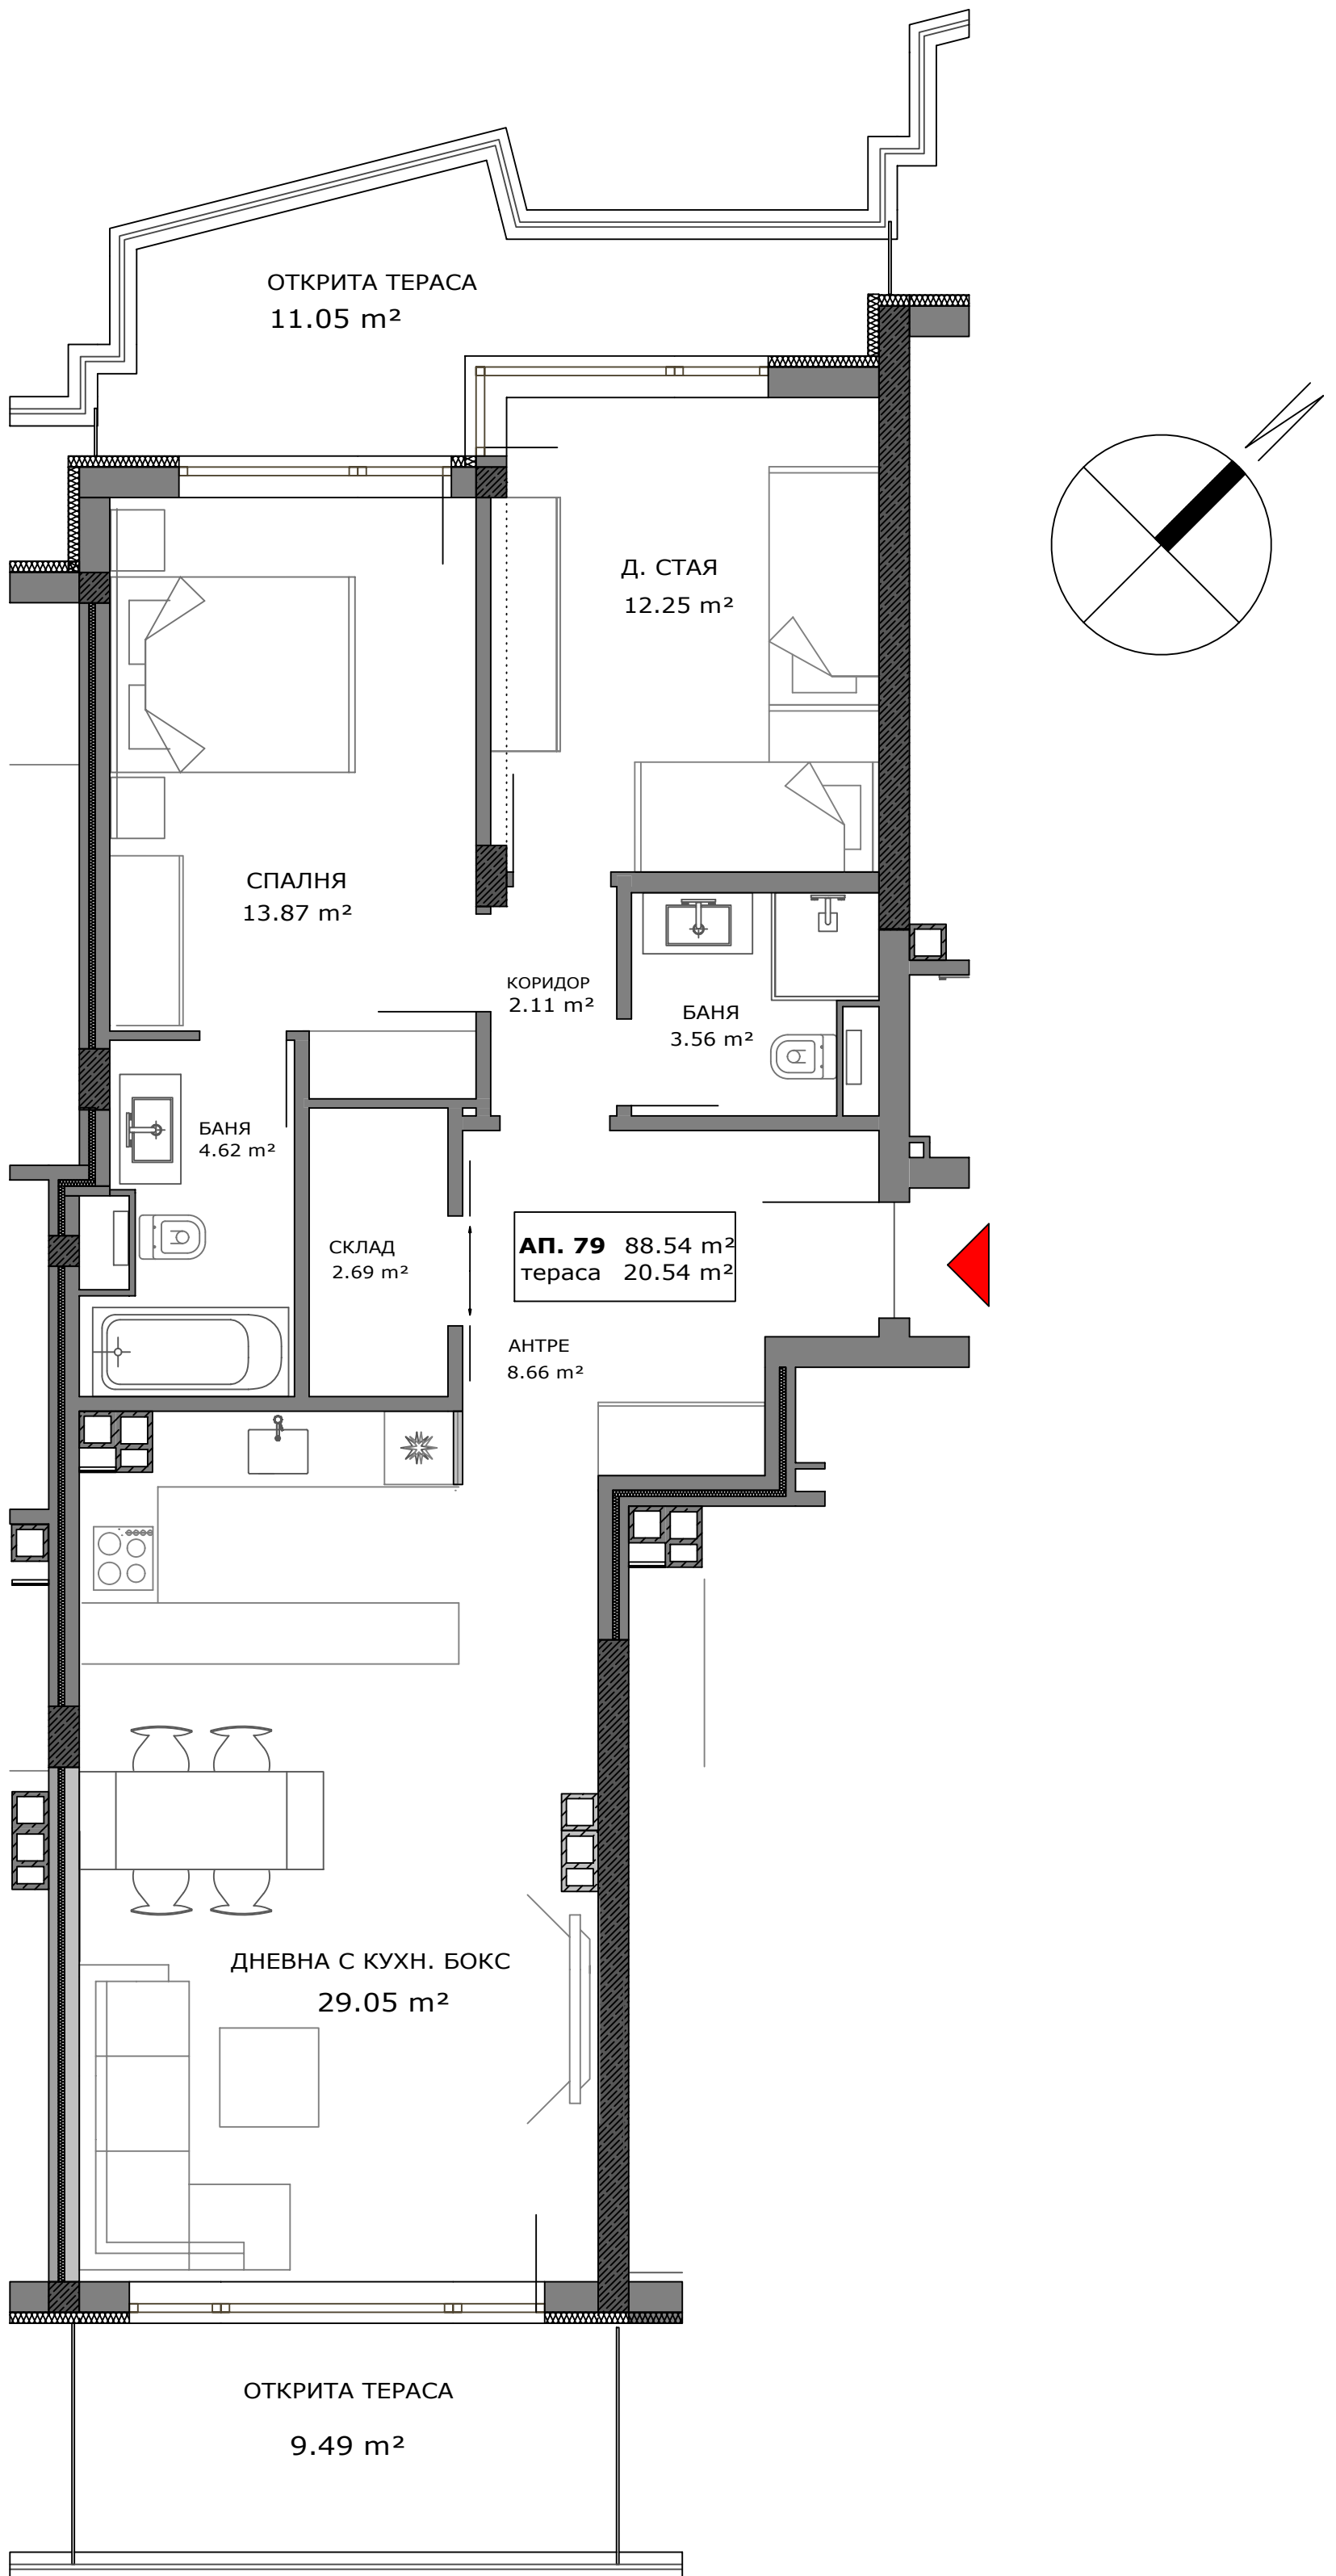 ОТКРИТА ТЕРАСА
11.05 m²
Д. СТАЯ
12.25 m²
СПАЛНЯ
13.87 m²
КОРИДОР
2.11 m²
БАНЯ
3.56 m²
БАНЯ
4.62 m²
СКЛАД
2.69 m²
АП. 79 88.54 m²
тераса 20.54 m²
АНТРЕ
8.66 m²
ДНЕВНА С КУХН. БОКС
29.05 m²
ОТКРИТА ТЕРАСА
9.49 m²